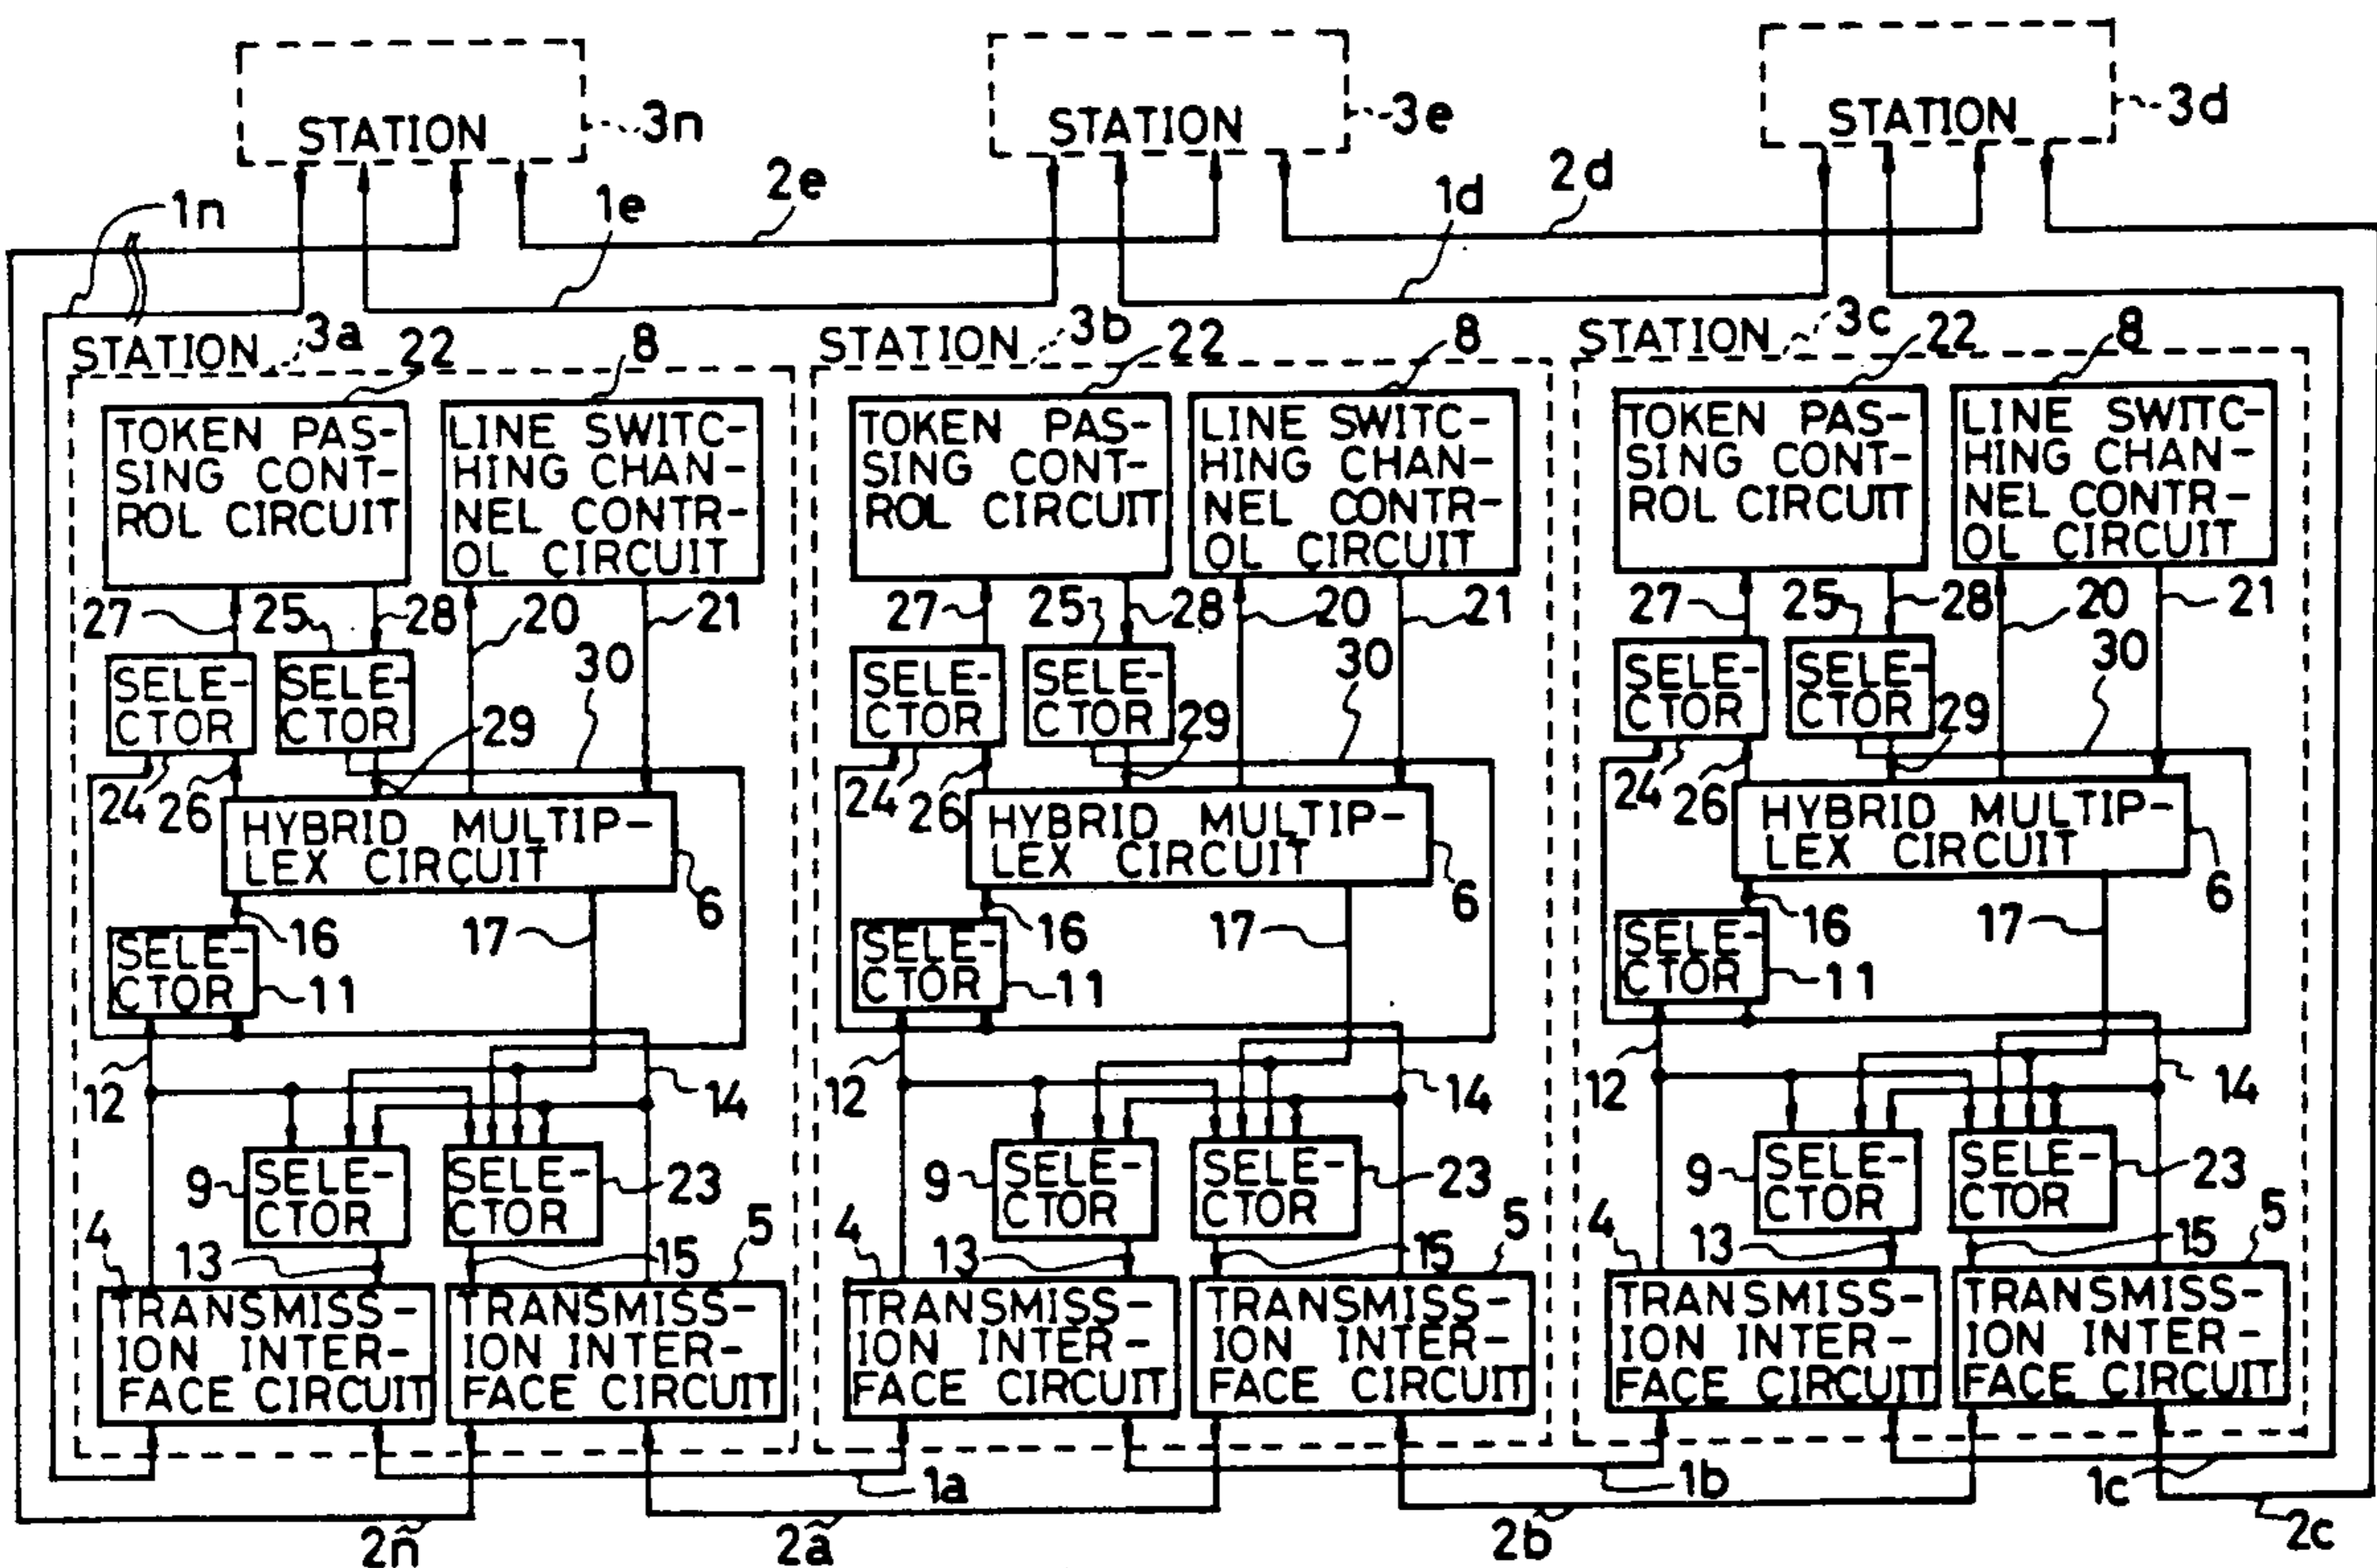 STATION 3n
STATION 3e
STATION 3d
1n
1e
2e
1d
2d
STATION 3a
22
8
STATION 3b
22
8
STATION 3c
22
8
TOKEN PAS-
SING CONT-
ROL CIRCUIT
LINE SWITC-
HING CHAN-
NEL CONTR-
OL CIRCUIT
TOKEN PAS-
SING CONT-
ROL CIRCUIT
LINE SWITC-
HING CHAN-
NEL CONTR-
OL CIRCUIT
TOKEN PAS-
SING CONT-
ROL CIRCUIT
LINE SWITC-
HING CHAN-
NEL CONTR-
OL CIRCUIT
27 25 28 20 21
27 25 28 20 21
27 25 28 20 21
SELE-
CTOR
SELE-
CTOR
30
SELE-
CTOR
SELE-
CTOR
30
SELE-
CTOR
SELE-
CTOR
30
24 26 29
24 26 29
24 26 29
HYBRID MULTIP-
LEX CIRCUIT
6
HYBRID MULTIP-
LEX CIRCUIT
6
HYBRID MULTIP-
LEX CIRCUIT
6
SELE-
CTOR
16
11
17
SELE-
CTOR
16
11
17
SELE-
CTOR
16
11
17
12 14
12 14
12 14
9
SELE-
CTOR
SELE-
CTOR
23
9
SELE-
CTOR
SELE-
CTOR
23
9
SELE-
CTOR
SELE-
CTOR
23
4 13 15 5
4 13 15 5
4 13 15 5
TRANSMISS-
ION INTER-
FACE CIRCUIT
TRANSMISS-
ION INTER-
FACE CIRCUIT
TRANSMISS-
ION INTER-
FACE CIRCUIT
TRANSMISS-
ION INTER-
FACE CIRCUIT
TRANSMISS-
ION INTER-
FACE CIRCUIT
TRANSMISS-
ION INTER-
FACE CIRCUIT
1a
1b
1c
2n
2a
2b
2c